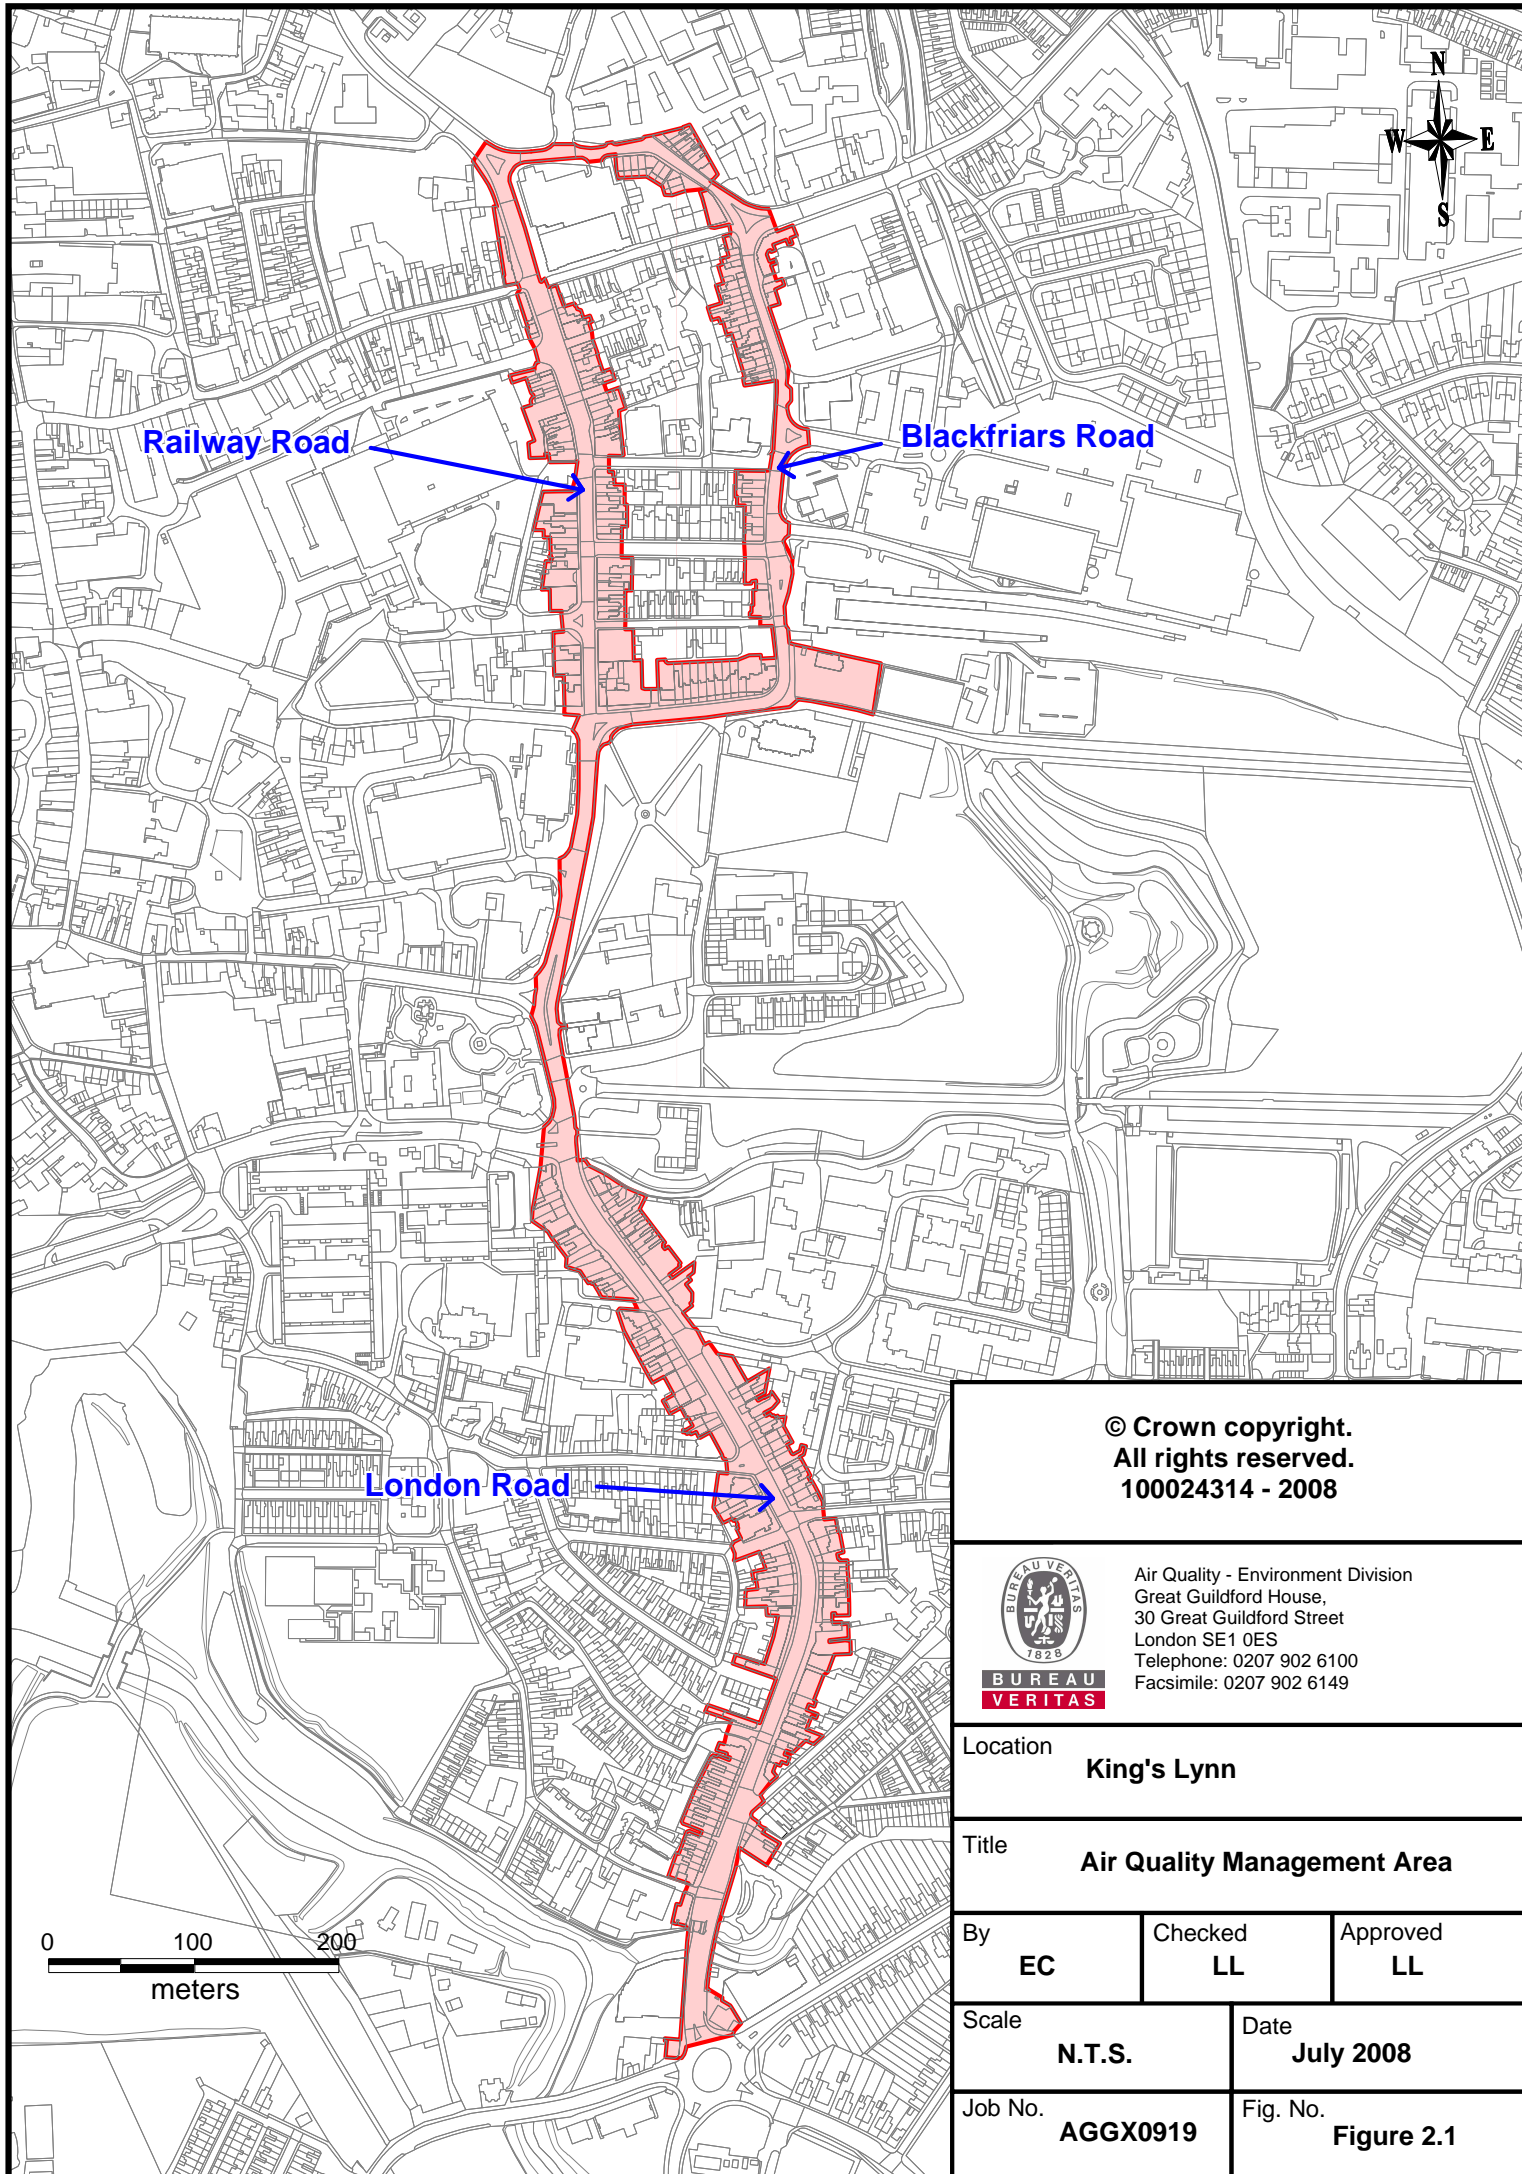 N
W E
S
Railway Road
Blackfriars Road
London Road
0 100 200
meters
© Crown copyright.
All rights reserved.
100024314 - 2008
BUREAU VERITAS
1828
BUREAU
VERITAS
Air Quality - Environment Division
Great Guildford House,
30 Great Guildford Street
London SE1 0ES
Telephone: 0207 902 6100
Facsimile: 0207 902 6149
Location
King's Lynn
Title
Air Quality Management Area
By
EC
Checked
LL
Approved
LL
Scale
N.T.S.
Date
July 2008
Job No.
AGGX0919
Fig. No.
Figure 2.1